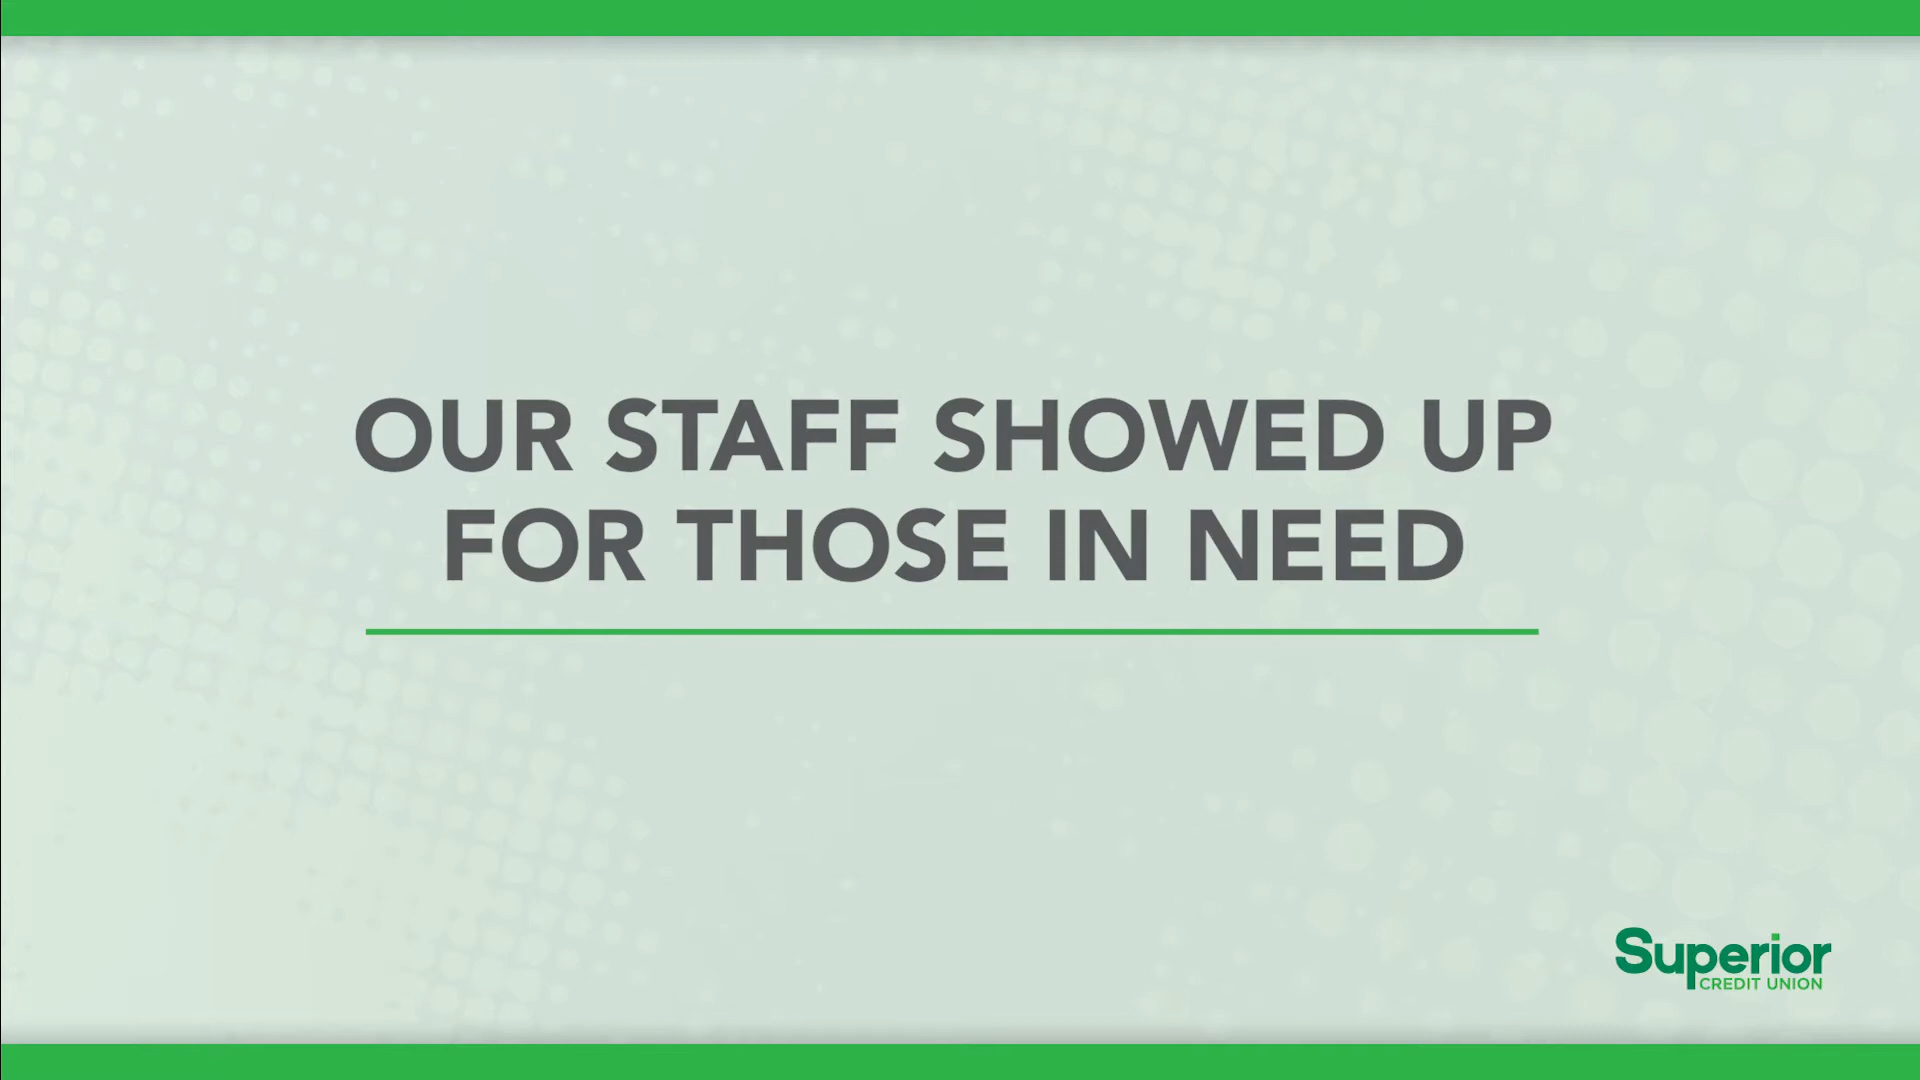 OUR STAFF SHOWED UP
FOR THOSE IN NEED
Superior
CREDIT UNION